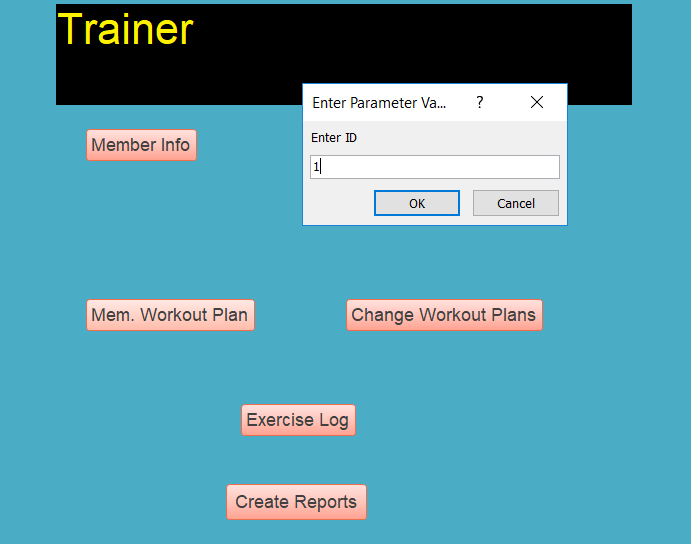 Trainer
Enter Parameter Va... ?
Enter ID
1
OK Cancel
Member Info
Mem. Workout Plan
Change Workout Plans
Exercise Log
Create Reports